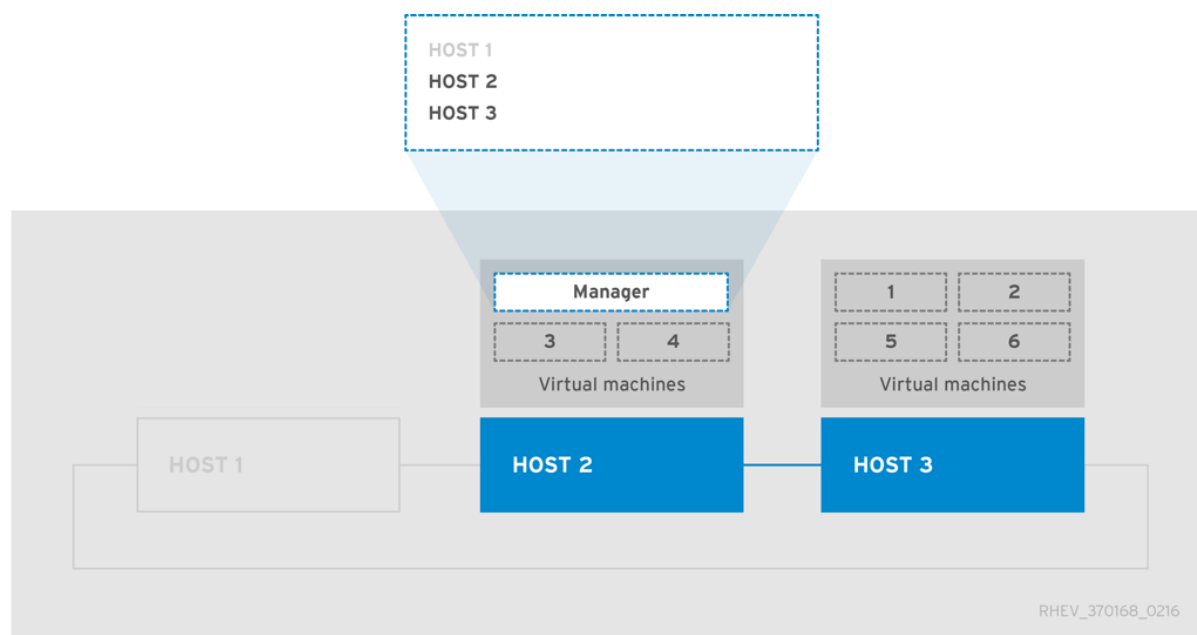 HOST 1
HOST 2
HOST 3
Manager
3 4
Virtual machines
1 2
5 6
Virtual machines
HOST 1
HOST 2
HOST 3
RHEV_370168_0216